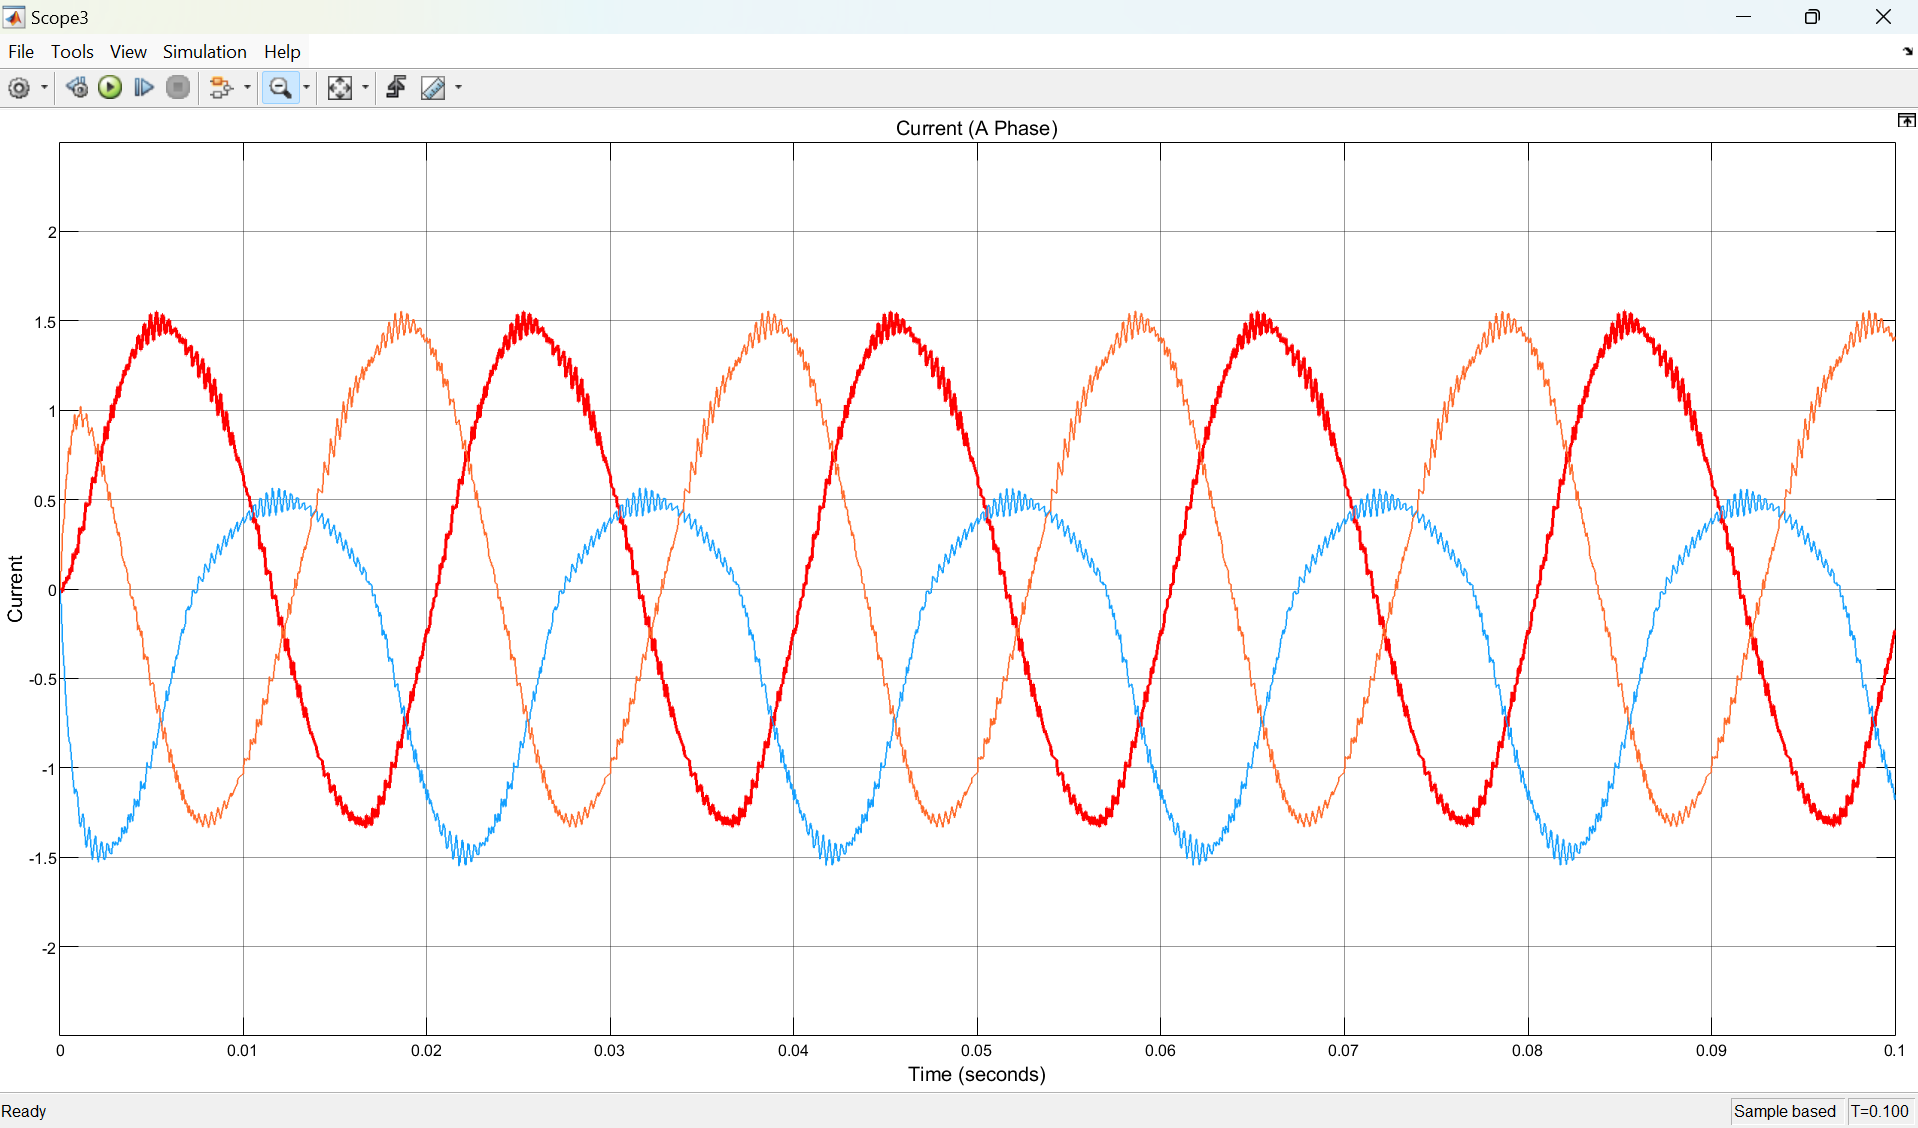 Scope3
File Tools View Simulation Help
Current (A Phase)
2
1.5
1
0.5
0
-0.5
-1
-1.5
-2
Current
0 0.01 0.02 0.03 0.04 0.05 0.06 0.07 0.08 0.09 0.1
Time (seconds)
Ready Sample based T=0.100